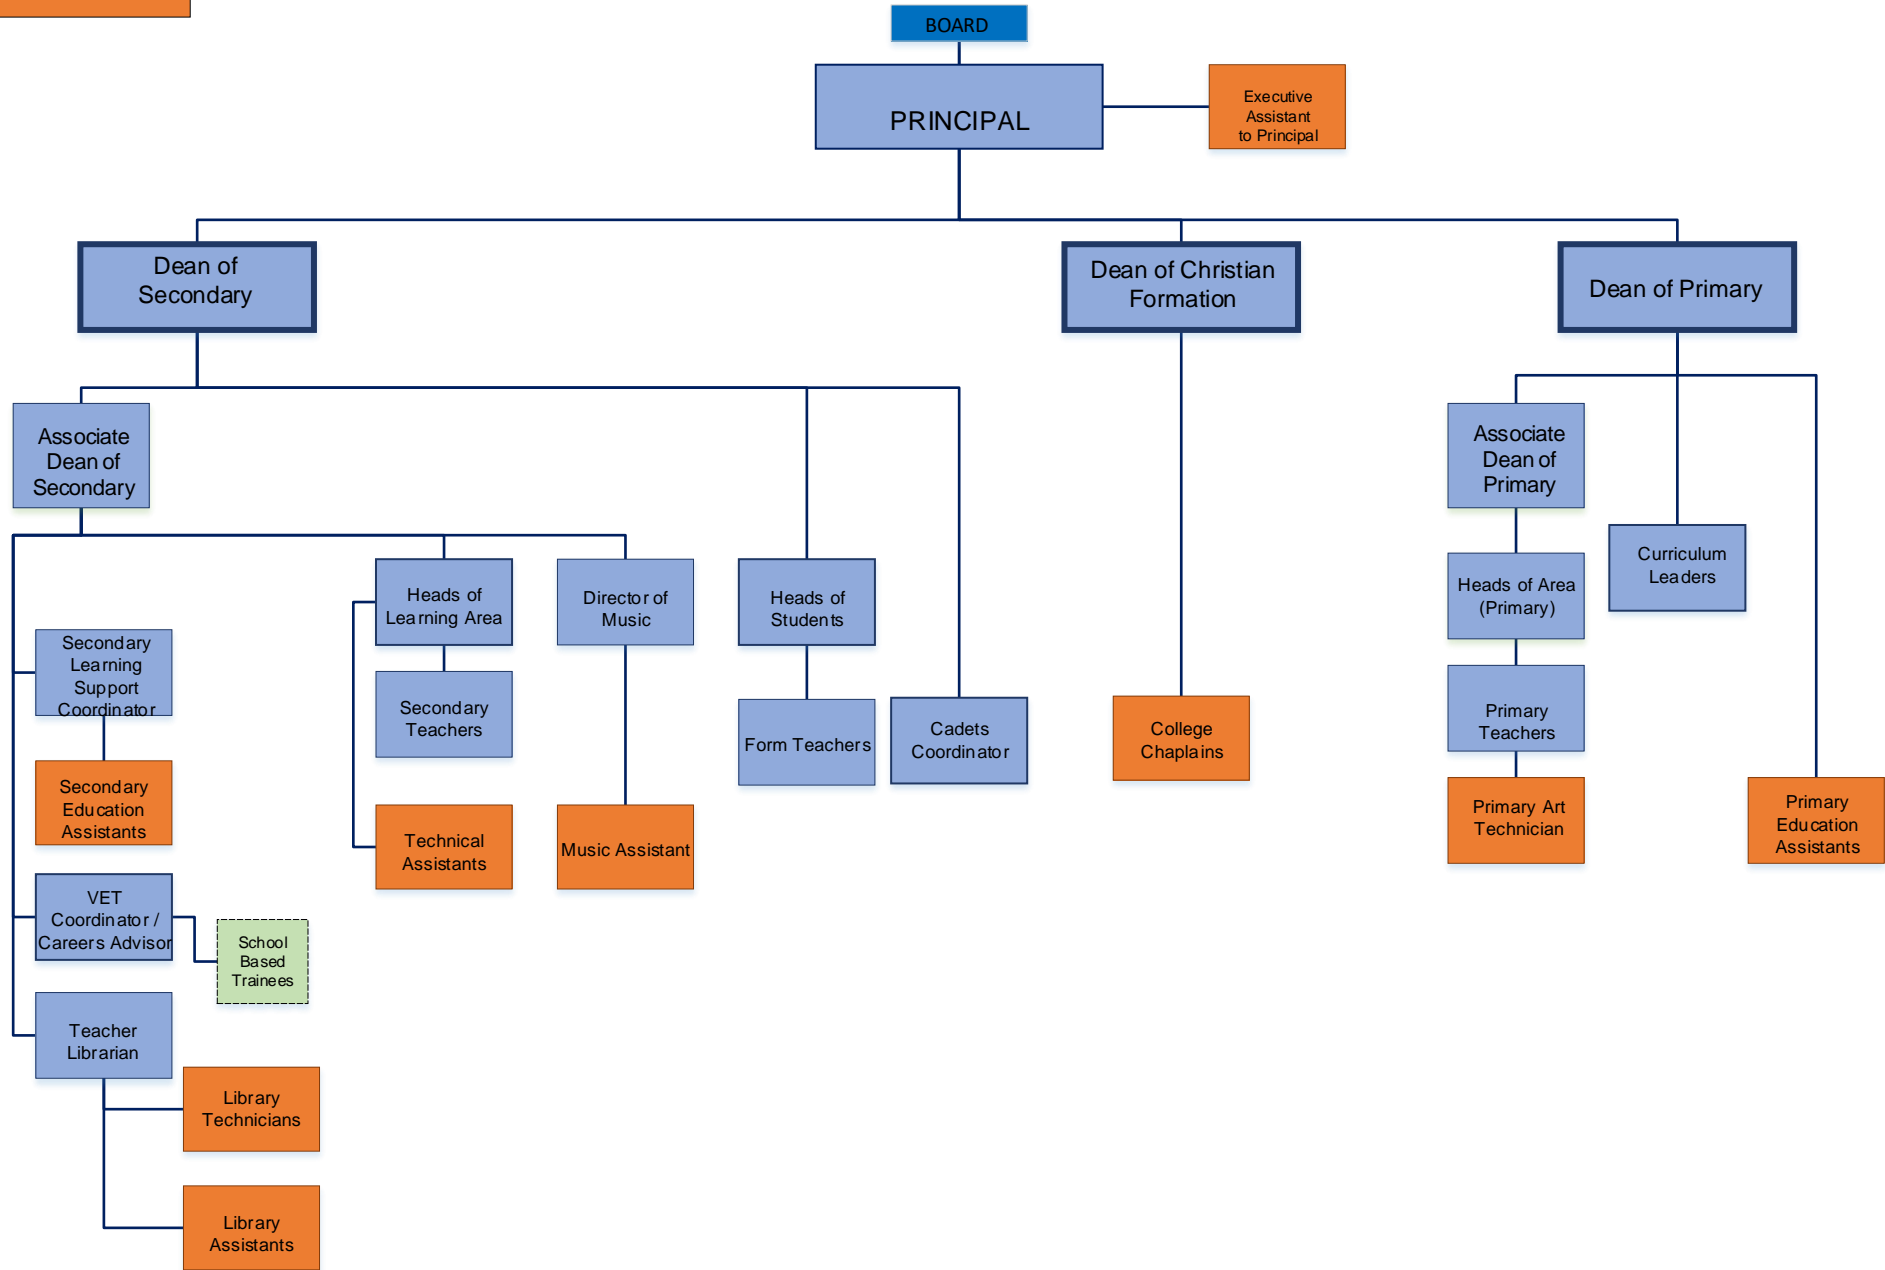 BOARD
PRINCIPAL
Executive
Assistant
to Principal
Dean of
Secondary
Dean of Christian
Formation
Dean of Primary
Associate
Dean of
Secondary
Associate
Dean of
Primary
Heads of
Learning Area
Director of
Music
Heads of
Students
Heads of Area
(Primary)
Curriculum
Leaders
Secondary
Learning
Support
Coordinator
Secondary
Teachers
Form Teachers
Cadets
Coordinator
College
Chaplains
Primary
Teachers
Secondary
Education
Assistants
Technical
Assistants
Music Assistant
Primary Art
Technician
Primary
Education
Assistants
VET
Coordinator /
Careers Advisor
School
Based
Trainees
Teacher
Librarian
Library
Technicians
Library
Assistants